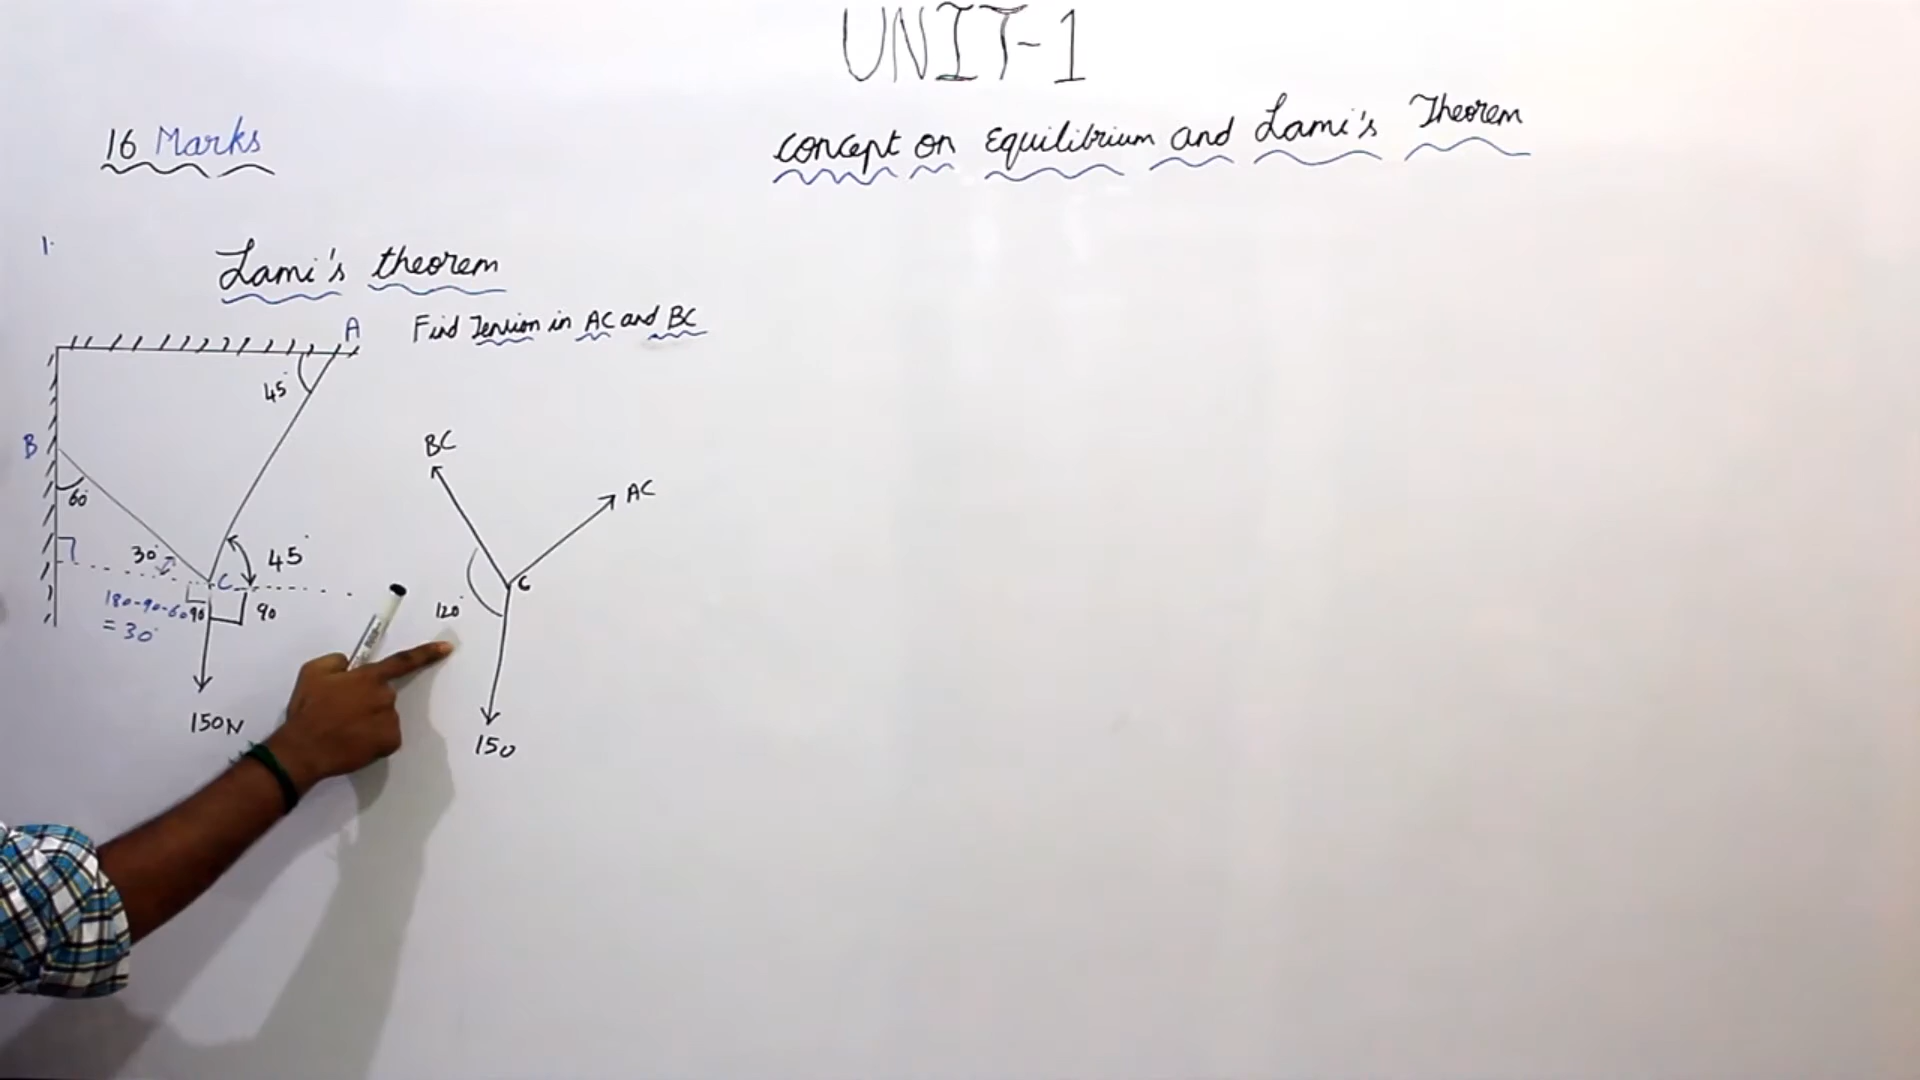 UNIT-1
16 Marks
concept on Equilibrium and Lami's Theorem
1.
Lami's theorem
Find Tension in AC and BC
A
45°
B
60°
30°
C
45°
180-90-60
= 30°
90
90
150N
BC
AC
C
120°
150